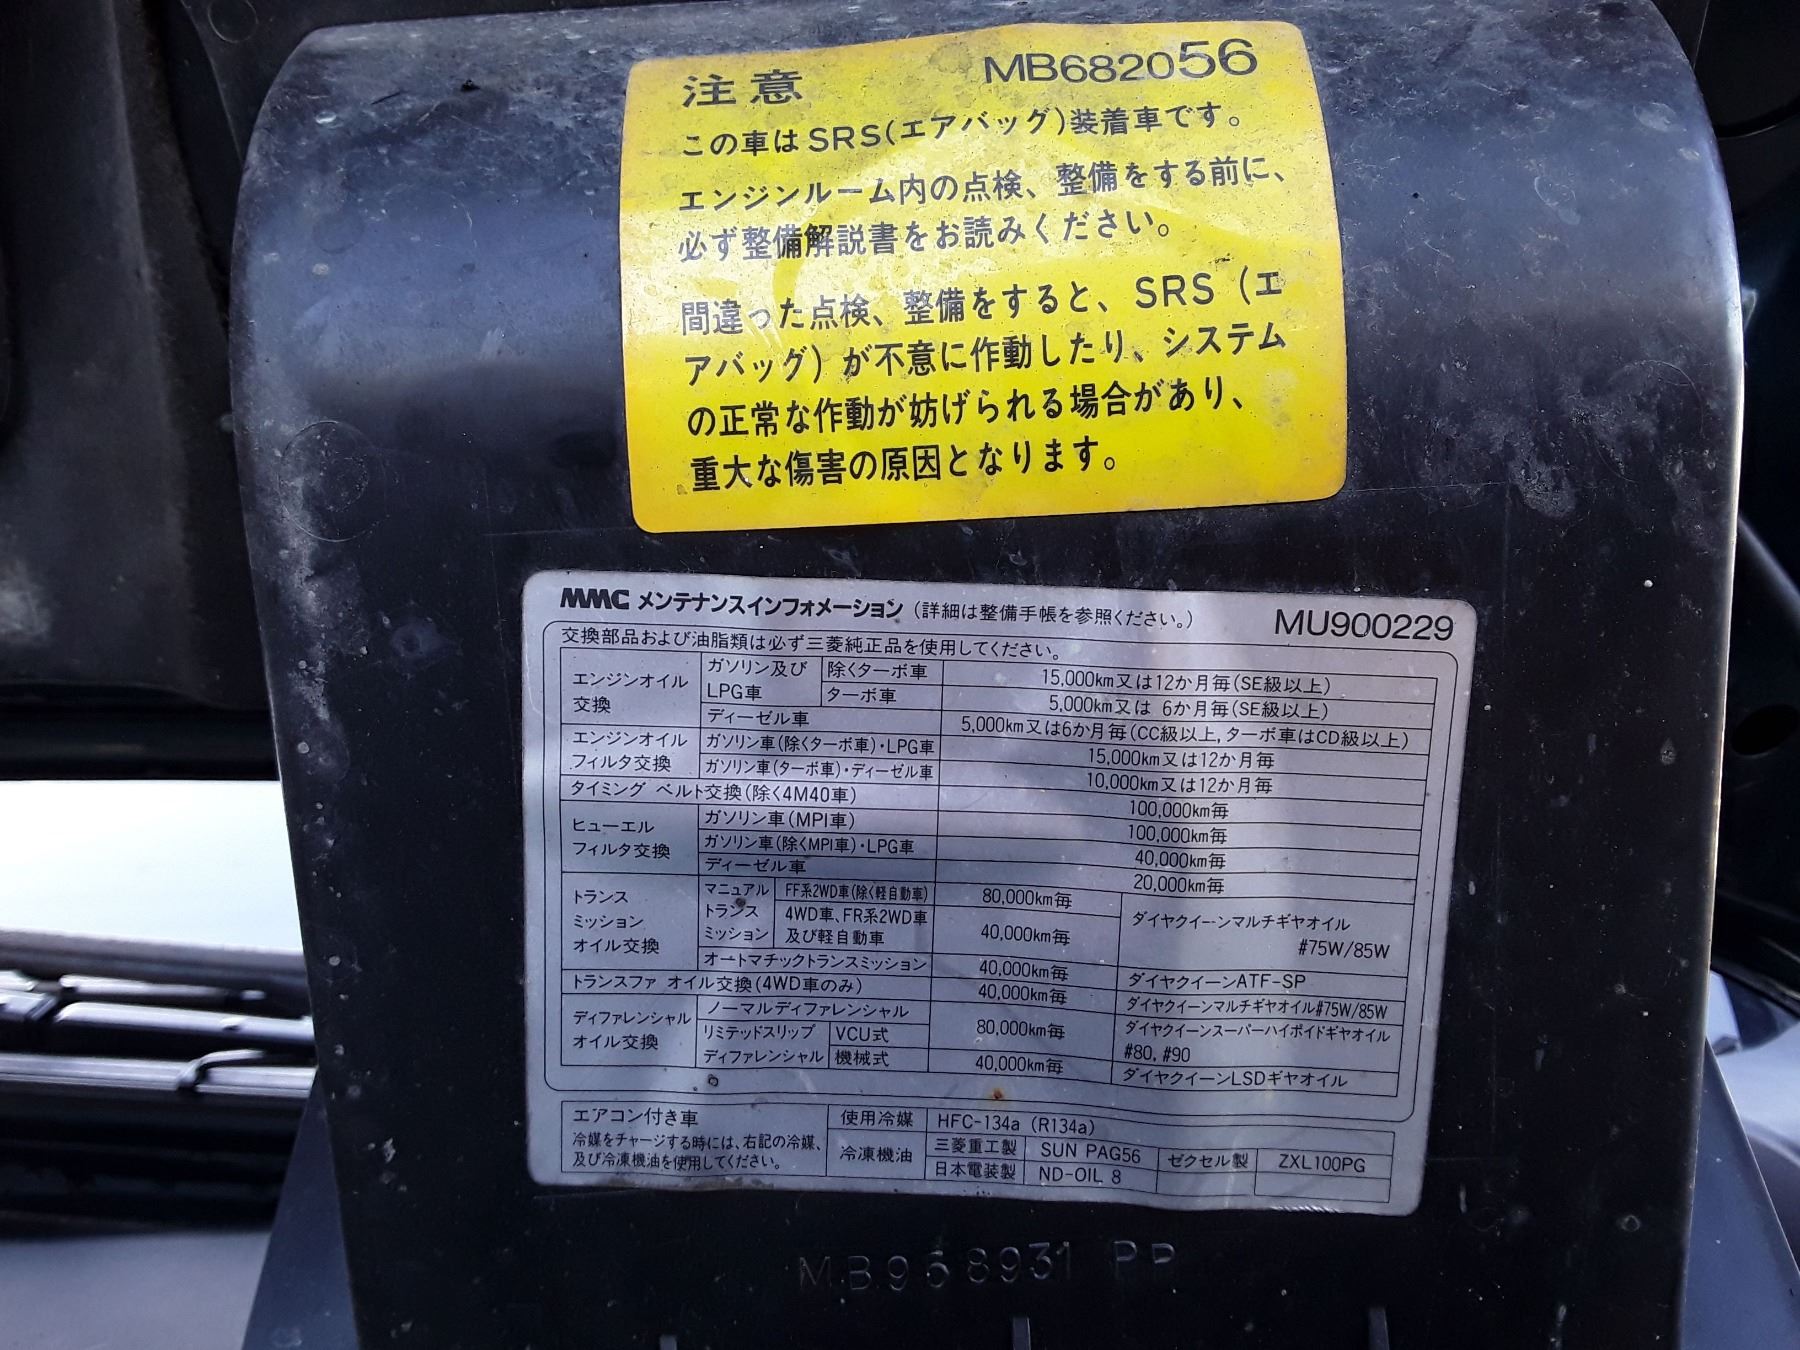 注意 MB682056
この車はSRS(エアバッグ)装着車です。
エンジンルーム内の点検、整備をする前に、
必ず整備解説書をお読みください。
間違った点検、整備をすると、SRS(エ
アバッグ)が不意に作動したり、システム
の正常な作動が妨げられる場合があり、
重大な傷害の原因となります。
MMC メンテナンスインフォメーション (詳細は整備手帳を参照ください。) MU900229
交換部品および油脂類は必ず三菱純正品を使用してください。
エンジンオイル交換 ガソリン及びLPG車 除くターボ車 15,000km又は12か月毎(SE級以上)
ターボ車 5,000km又は 6か月毎(SE級以上)
ディーゼル車 5,000km又は6か月毎(CC級以上,ターボ車はCD級以上)
エンジンオイルフィルタ交換 ガソリン車(除くターボ車)・LPG車 15,000km又は12か月毎
ガソリン車(ターボ車)・ディーゼル車 10,000km又は12か月毎
タイミング ベルト交換(除く4M40車) 100,000km毎
ヒューエルフィルタ交換 ガソリン車(MPI車) 100,000km毎
ガソリン車(除くMPI車)・LPG車 40,000km毎
ディーゼル車 20,000km毎
トランスミッションオイル交換 マニュアルトランスミッション FF系2WD車(除く軽自動車) 80,000km毎 ダイヤクイーンマルチギヤオイル
4WD車、FR系2WD車及び軽自動車 40,000km毎 #75W/85W
オートマチックトランスミッション 40,000km毎 ダイヤクイーンATF-SP
トランスファ オイル交換(4WD車のみ) 40,000km毎 ダイヤクイーンマルチギヤオイル#75W/85W
ディファレンシャルオイル交換 ノーマルディファレンシャル 80,000km毎 ダイヤクイーンスーパーハイポイドギヤオイル
リミテッドスリップディファレンシャル VCU式 #80, #90
機械式 40,000km毎 ダイヤクイーンLSDギヤオイル
エアコン付き車 使用冷媒 HFC-134a (R134a)
冷媒をチャージする時には、右記の冷媒、 冷凍機油 三菱重工製 SUN PAG56 ゼクセル製 ZXL100PG
及び冷凍機油を使用してください。 日本電装製 ND-OIL 8
MB968931 PP